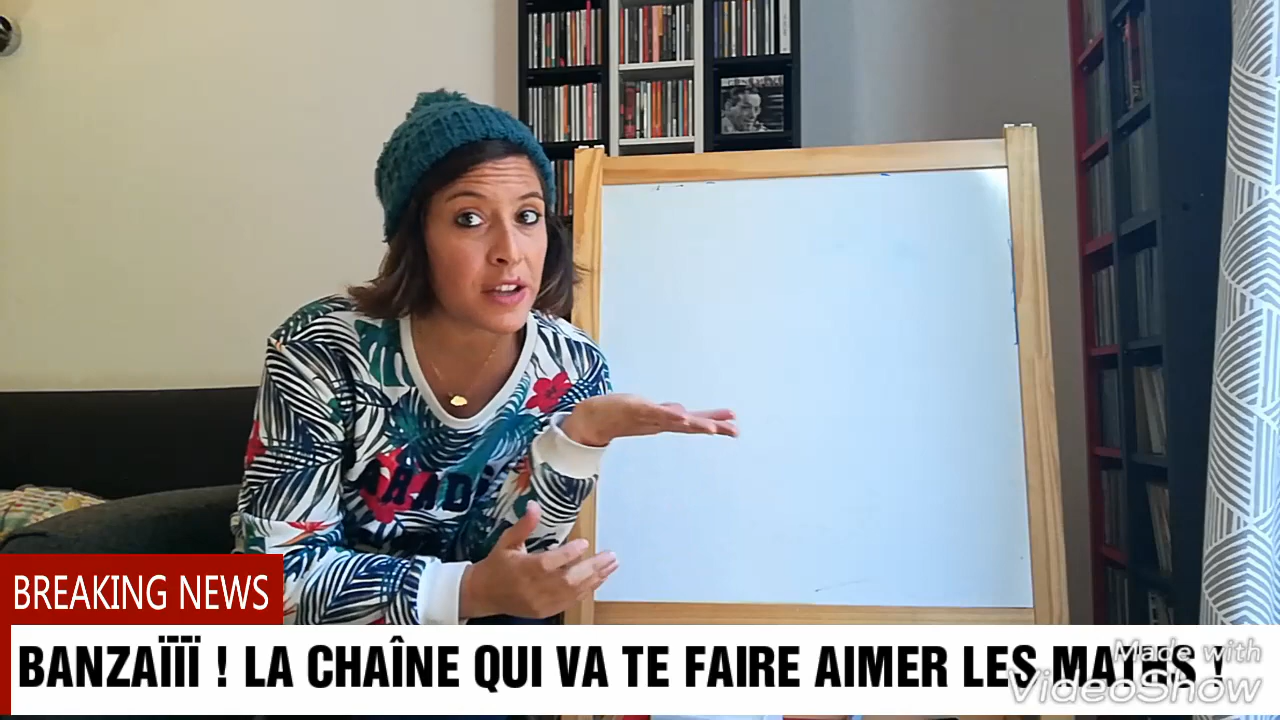 BREAKING NEWS
BANZAÏÏÏ ! LA CHAÎNE QUI VA TE FAIRE AIMER LES MATHS !
Made with
VideoShow